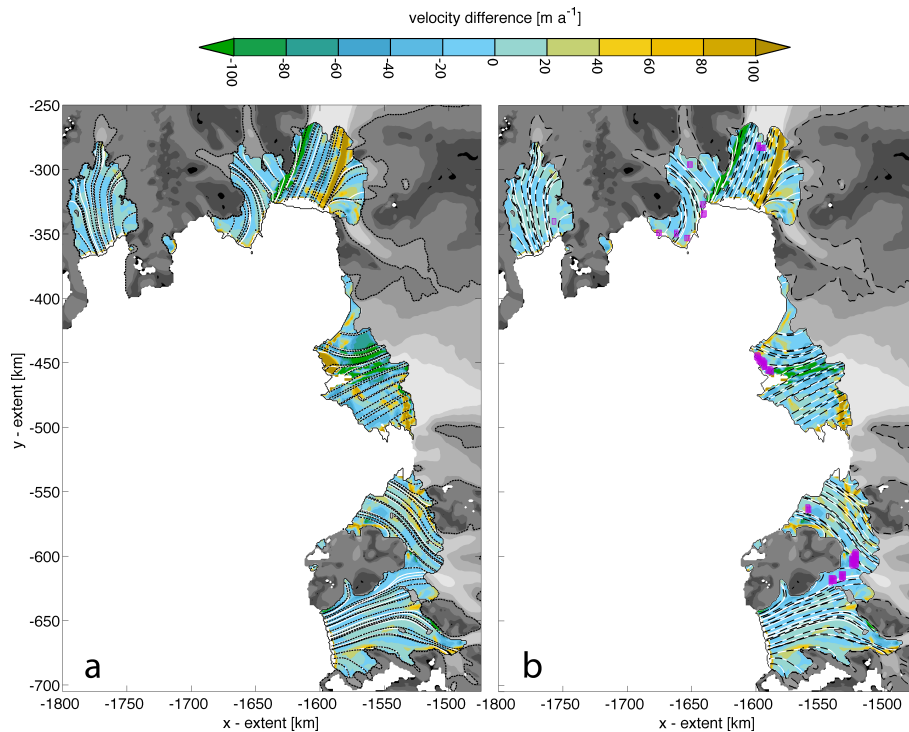 velocity difference [m a⁻¹]
-100 -80 -60 -40 -20 0 20 40 60 80 100
-250
-300
-350
-400
-450
-500
-550
-600
-650
-700
y - extent [km]
a b
-1800 -1750 -1700 -1650 -1600 -1550 -1500 -1800 -1750 -1700 -1650 -1600 -1550 -1500
x - extent [km] x - extent [km]